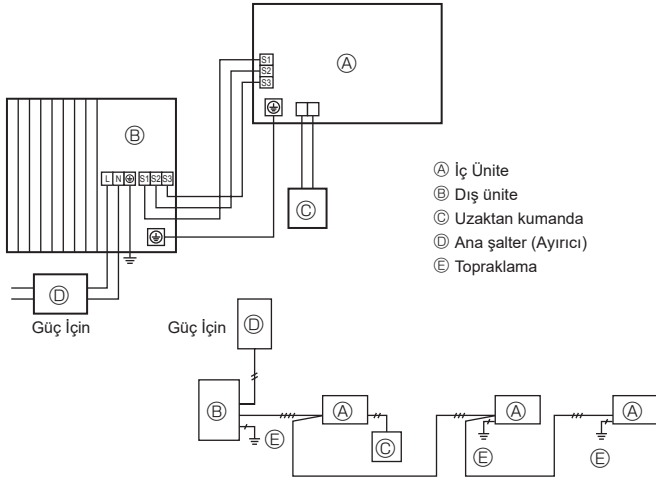 S1
S2
S3
Ⓐ
Ⓑ
L N S1 S2 S3
Ⓒ
Ⓐ İç Ünite
Ⓑ Dış ünite
Ⓒ Uzaktan kumanda
Ⓓ Ana şalter (Ayırıcı)
Ⓔ Topraklama
Ⓓ
Güç İçin
Güç İçin Ⓓ
Ⓑ Ⓐ Ⓐ Ⓐ
Ⓔ Ⓒ Ⓔ Ⓔ